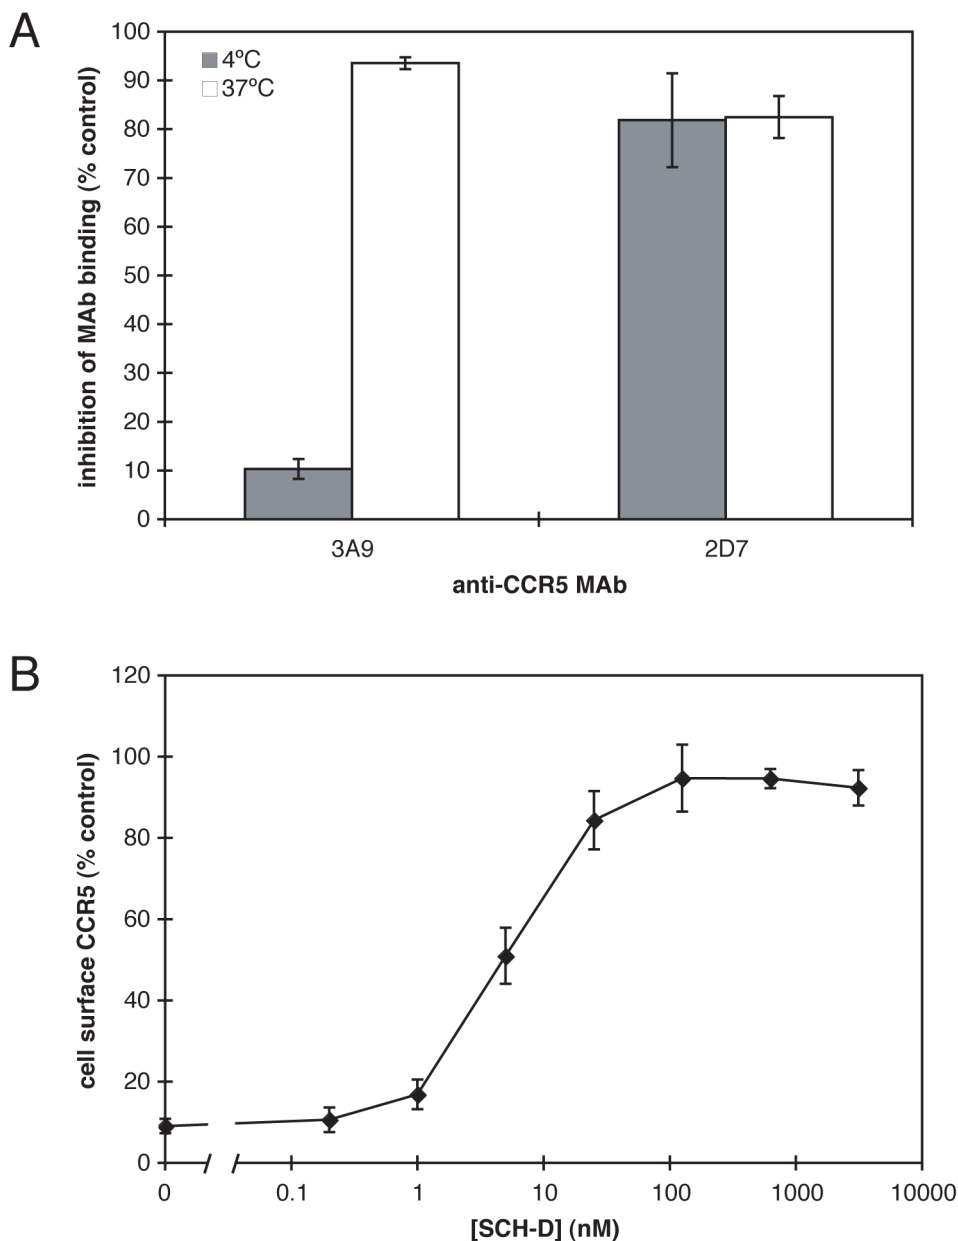 A
100
90
80
70
60
50
40
30
20
10
0
inhibition of MAb binding (% control)
4ºC
37ºC
3A9 2D7
anti-CCR5 MAb
B
120
100
80
60
40
20
0
cell surface CCR5 (% control)
0 0.1 1 10 100 1000 10000
[SCH-D] (nM)